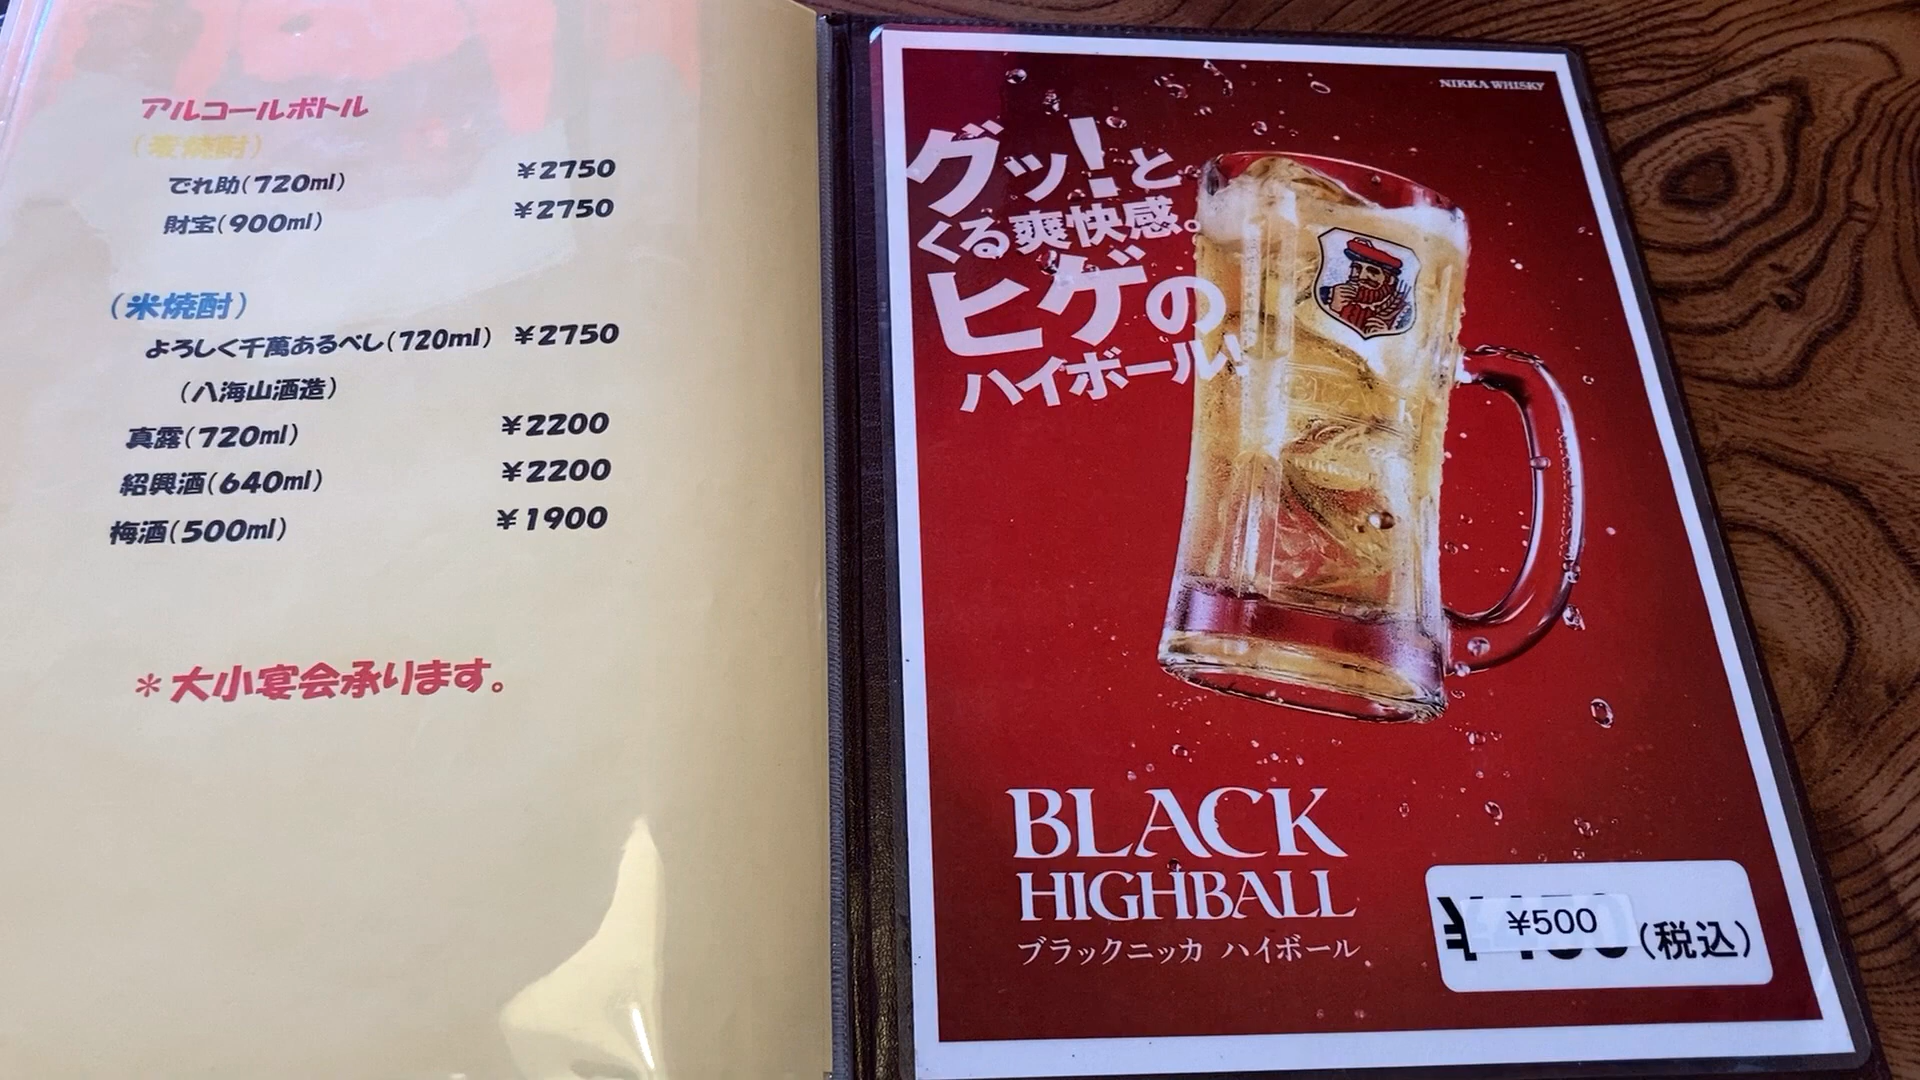 アルコールボトル
(麦焼酎)
でれ助(720ml) ¥2750
財宝(900ml) ¥2750
(米焼酎)
よろしく千萬あるべし(720ml) ¥2750
(八海山酒造)
真露(720ml) ¥2200
紹興酒(640ml) ¥2200
梅酒(500ml) ¥1900
*大小宴会承ります。
NIKKA WHISKY
グッ!と
くる爽快感。
ヒゲの
ハイボール!
BLACK
HIGHBALL
ブラックニッカ ハイボール
¥500 (税込)